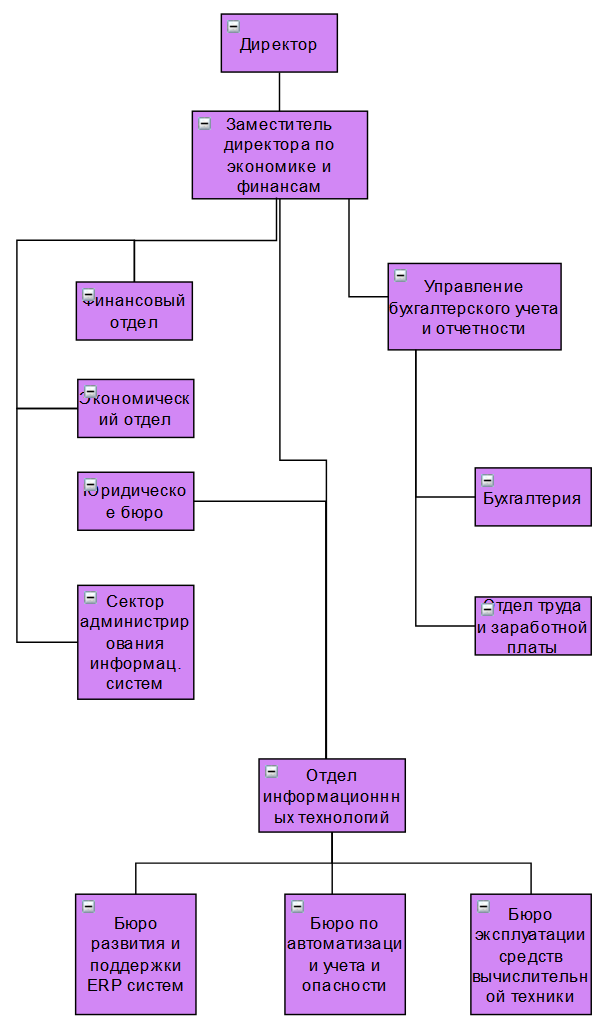 Директор
Заместитель
директора по
экономике и
финансам
Финансовый
отдел
Управление
бухгалтерского учета
и отчетности
Экономическ
ий отдел
Юридическо
е бюро
Бухгалтерия
Сектор
администрир
ования
информац.
систем
Отдел труда
и заработной
платы
Отдел
информационнн
ых технологий
Бюро
развития и
поддержки
ERP систем
Бюро по
автоматизаци
и учета и
опасности
Бюро
эксплуатации
средств
вычислительн
ой техники